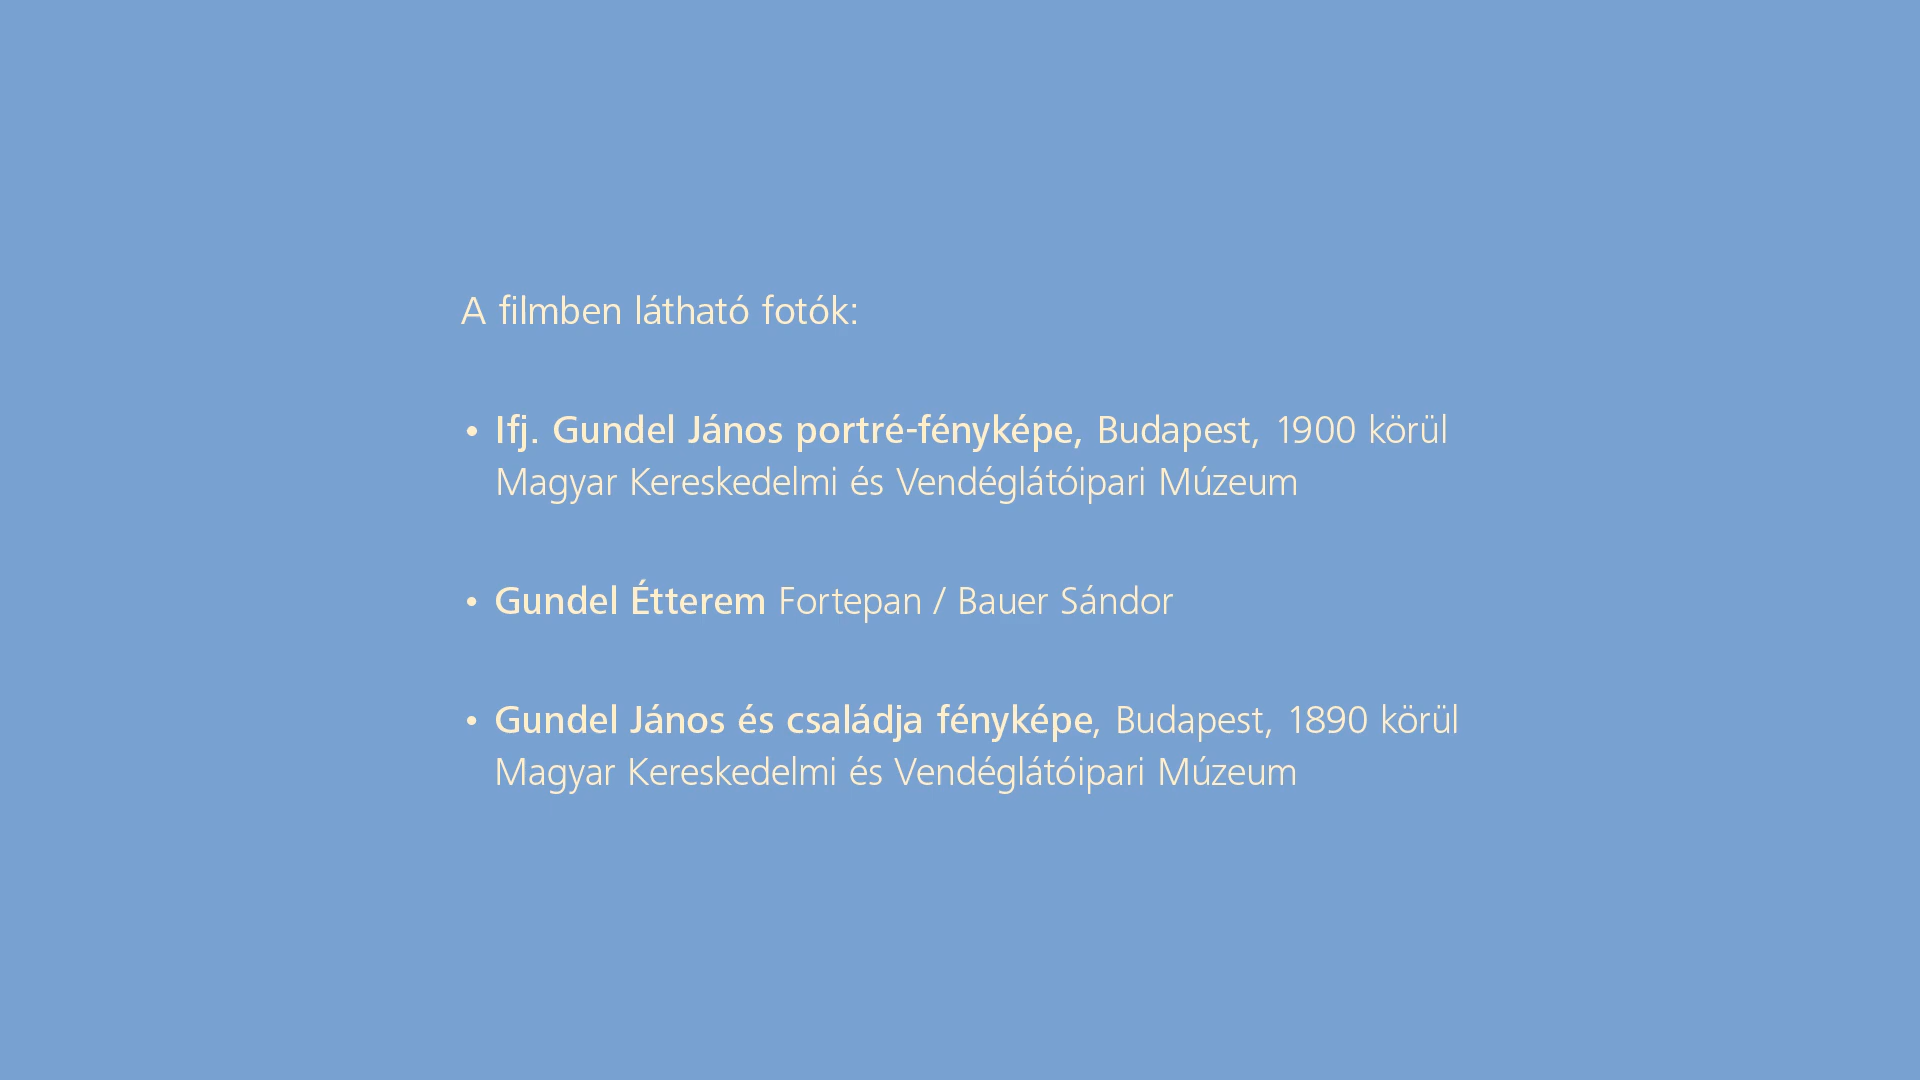 A filmben látható fotók:
• Ifj. Gundel János portré-fényképe, Budapest, 1900 körül
Magyar Kereskedelmi és Vendéglátóipari Múzeum
• Gundel Étterem Fortepan / Bauer Sándor
• Gundel János és családja fényképe, Budapest, 1890 körül
Magyar Kereskedelmi és Vendéglátóipari Múzeum